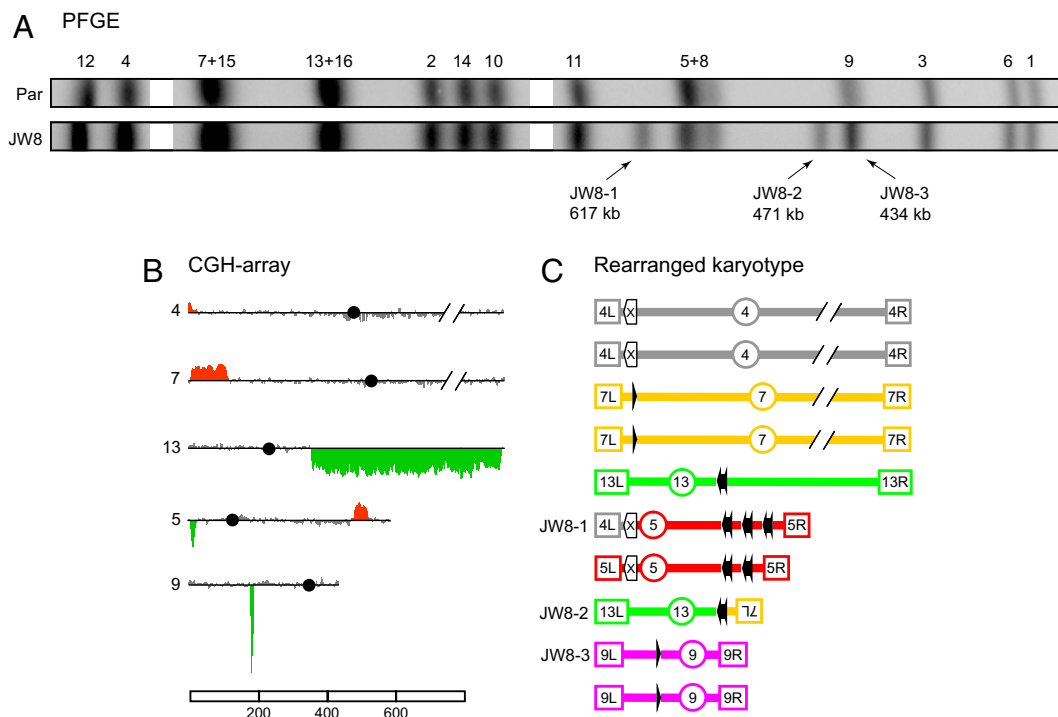 A PFGE
12 4 7+15 13+16 2 14 10 11 5+8 9 3 6 1
Par
JW8
JW8-1
617 kb
JW8-2
471 kb
JW8-3
434 kb
B CGH-array
4
7
13
5
9
200 400 600
C Rearranged karyotype
4L X 4 4R
4L X 4 4R
7L 7 7R
7L 7 7R
13L 13 13R
JW8-1 4L X 5 5R
5L X 5 5R
JW8-2 13L 13 7L
JW8-3 9L 9 9R
9L 9 9R